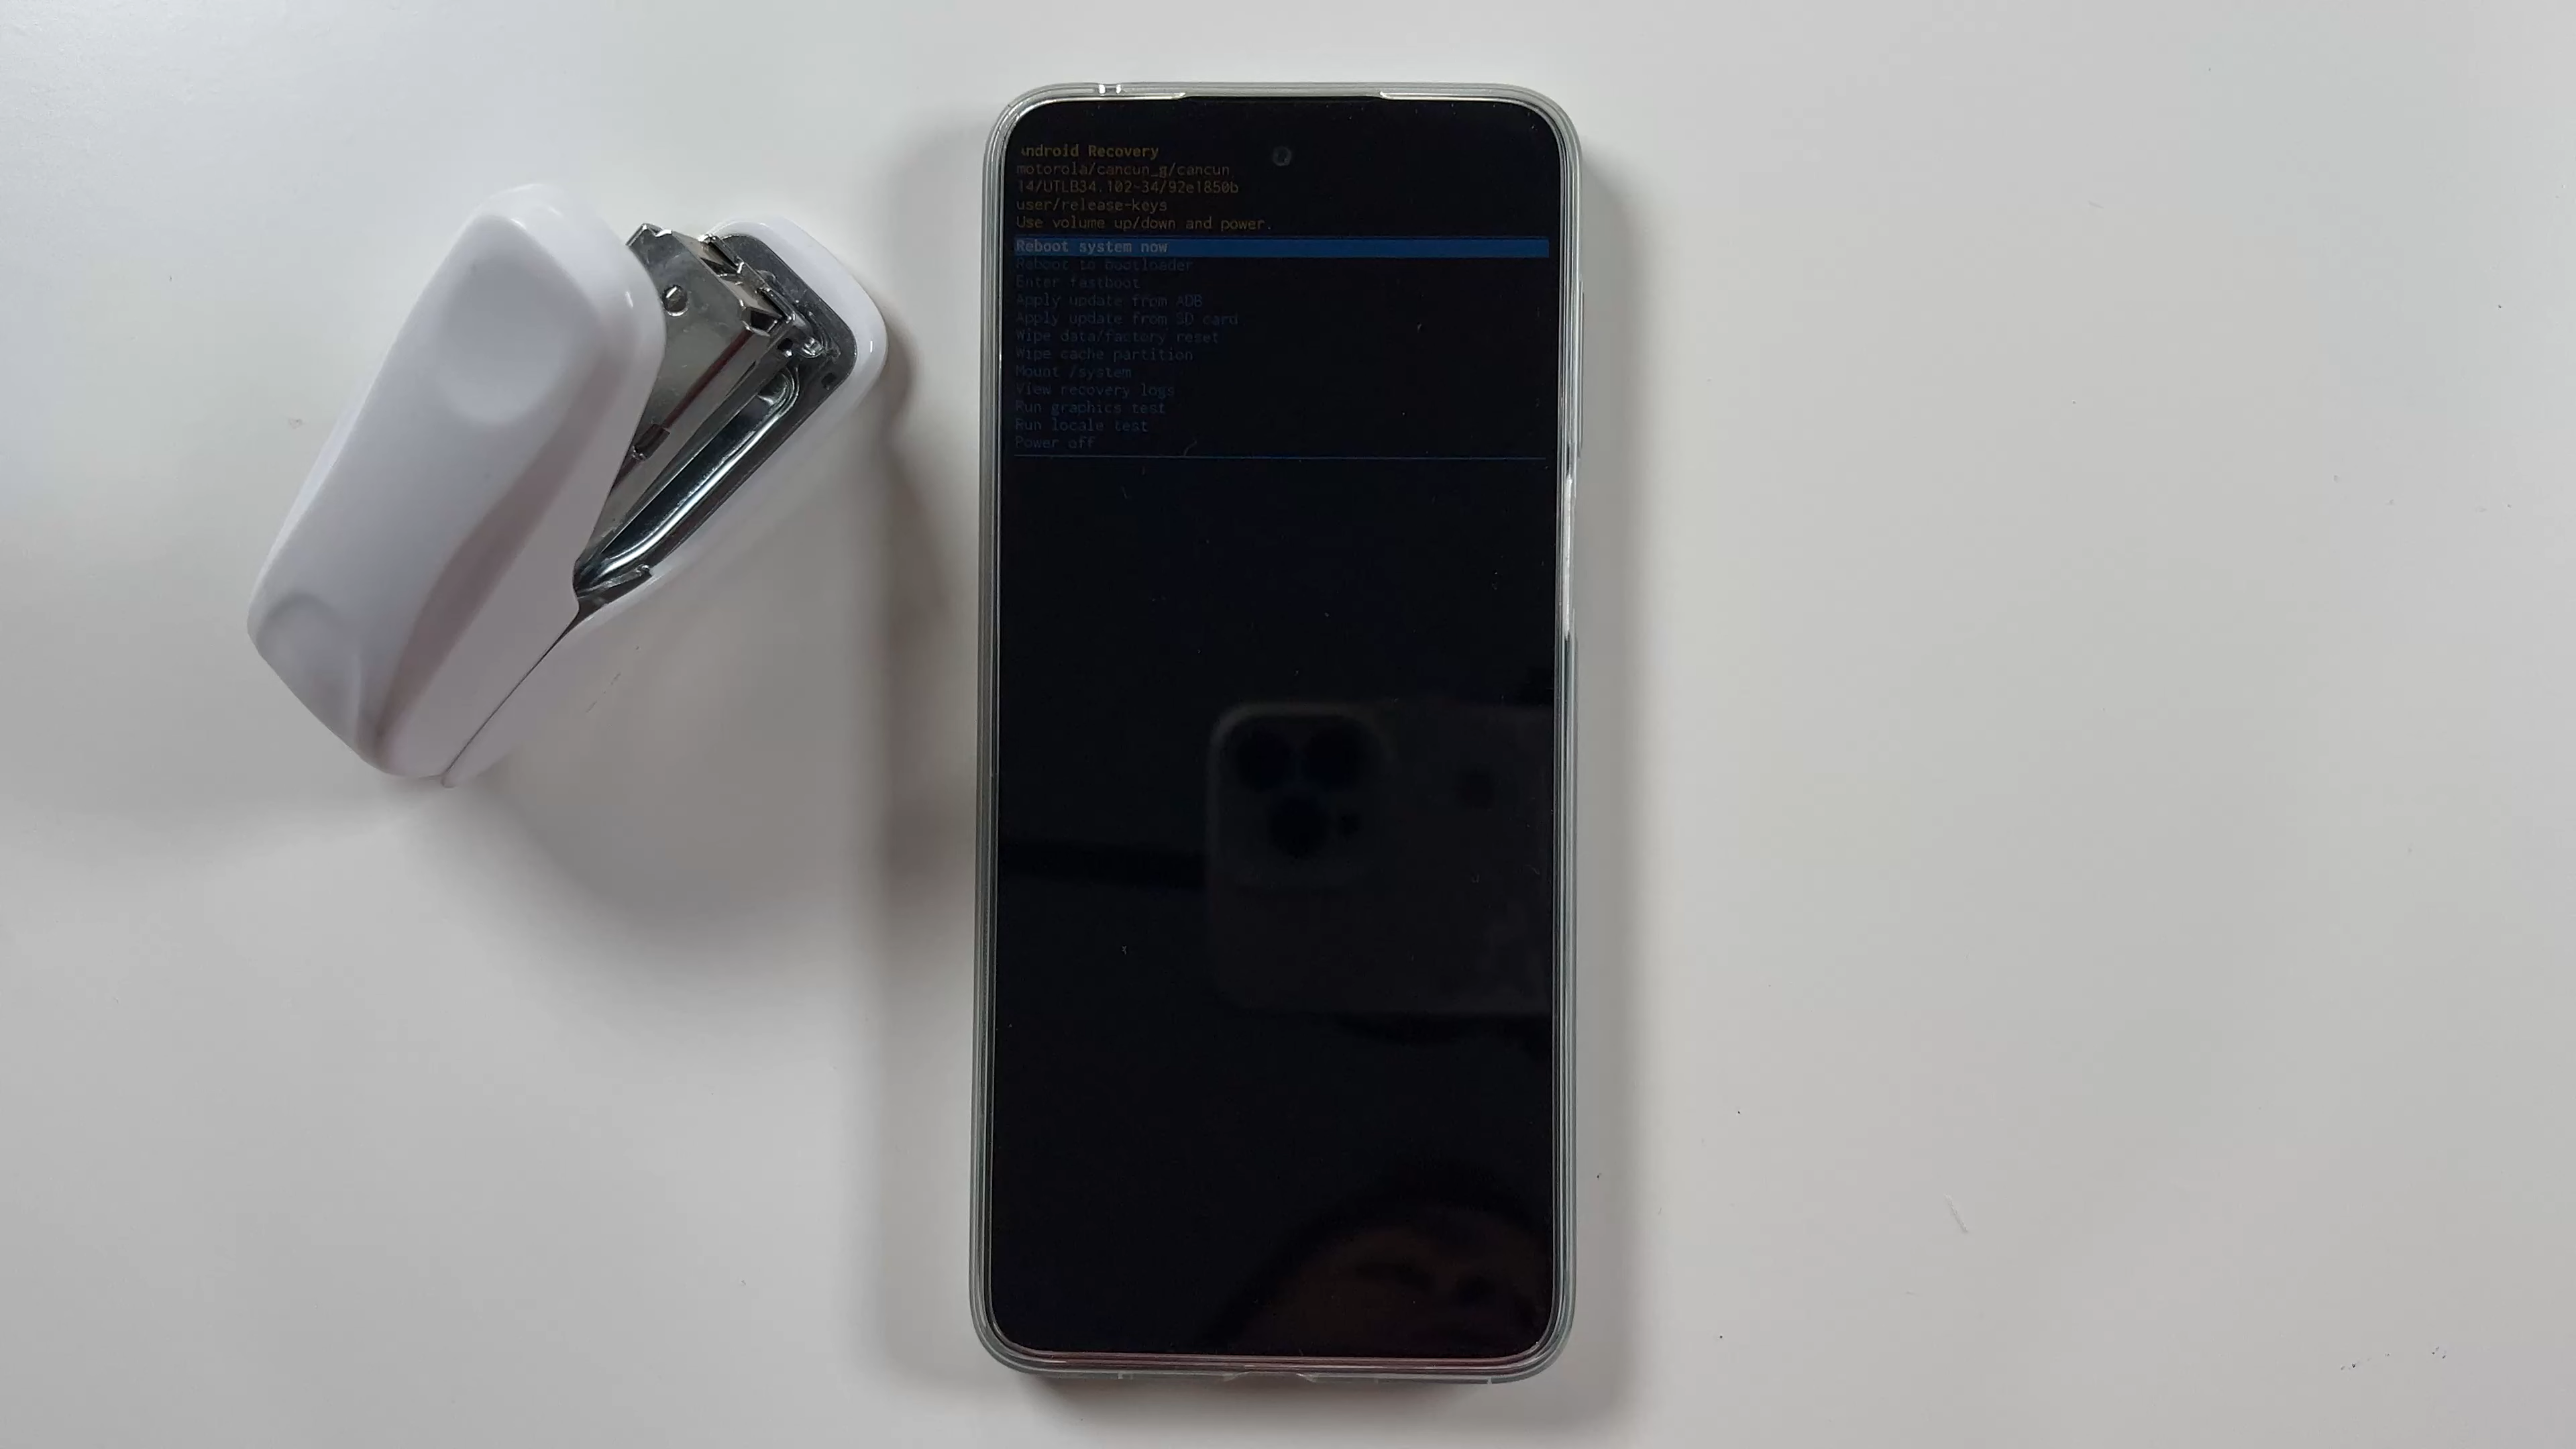 Android Recovery
motorola/cancun_g/cancun
14/UTLB34.102-34/92e1850b
user/release-keys
Use volume up/down and power.
Reboot system now
Reboot to bootloader
Enter fastboot
Apply update from ADB
Apply update from SD card
Wipe data/factory reset
Wipe cache partition
Mount /system
View recovery logs
Run graphics test
Run locale test
Power off